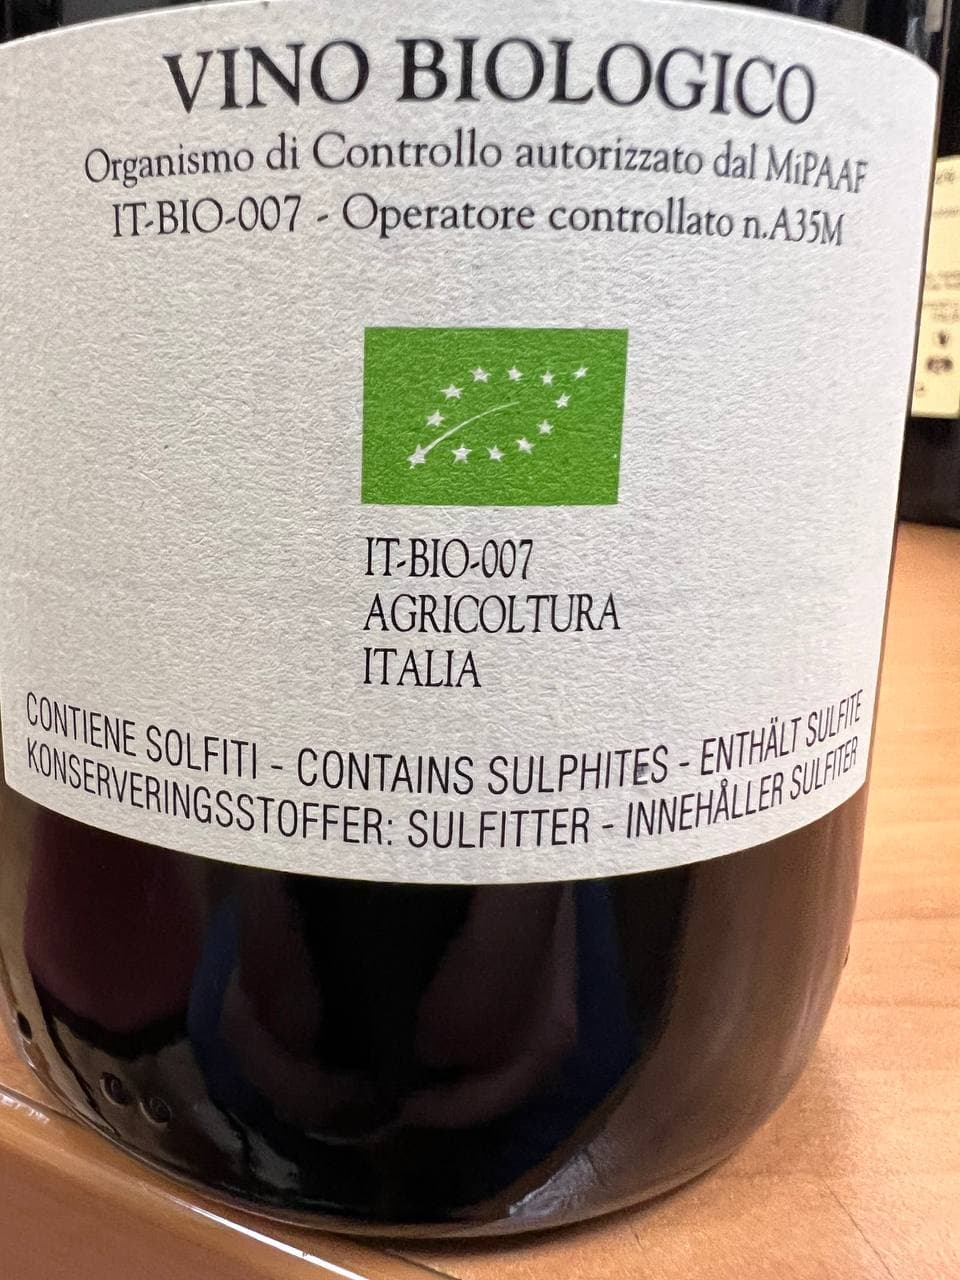 VINO BIOLOGICO
Organismo di Controllo autorizzato dal MiPAAF
IT-BIO-007 - Operatore controllato n.A35M
IT-BIO-007
AGRICOLTURA
ITALIA
CONTIENE SOLFITI - CONTAINS SULPHITES - ENTHÄLT SULFITE
KONSERVERINGSSTOFFER: SULFITTER - INNEHÅLLER SULFITER